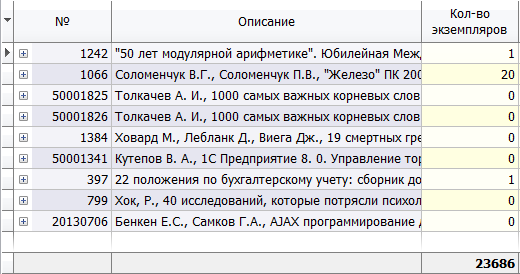 № Описание Кол-во экземпляров
1242 "50 лет модулярной арифметике". Юбилейная Меж 1
1066 Соломенчук В.Г., Соломенчук П.В., "Железо" ПК 200 20
50001825 Толкачев А. И., 1000 самых важных корневых слов 0
50001826 Толкачев А. И., 1000 самых важных корневых слов 0
1384 Ховард М., Лебланк Д., Виега Дж., 19 смертных гре 0
50001341 Кутепов В. А., 1С Предприятие 8. 0. Управление тор 0
397 22 положения по бухгалтерскому учету: сборник до 1
799 Хок, Р., 40 исследований, которые потрясли психол 0
20130706 Бенкен Е.С., Самков Г.А., AJAX программирование 0
23686